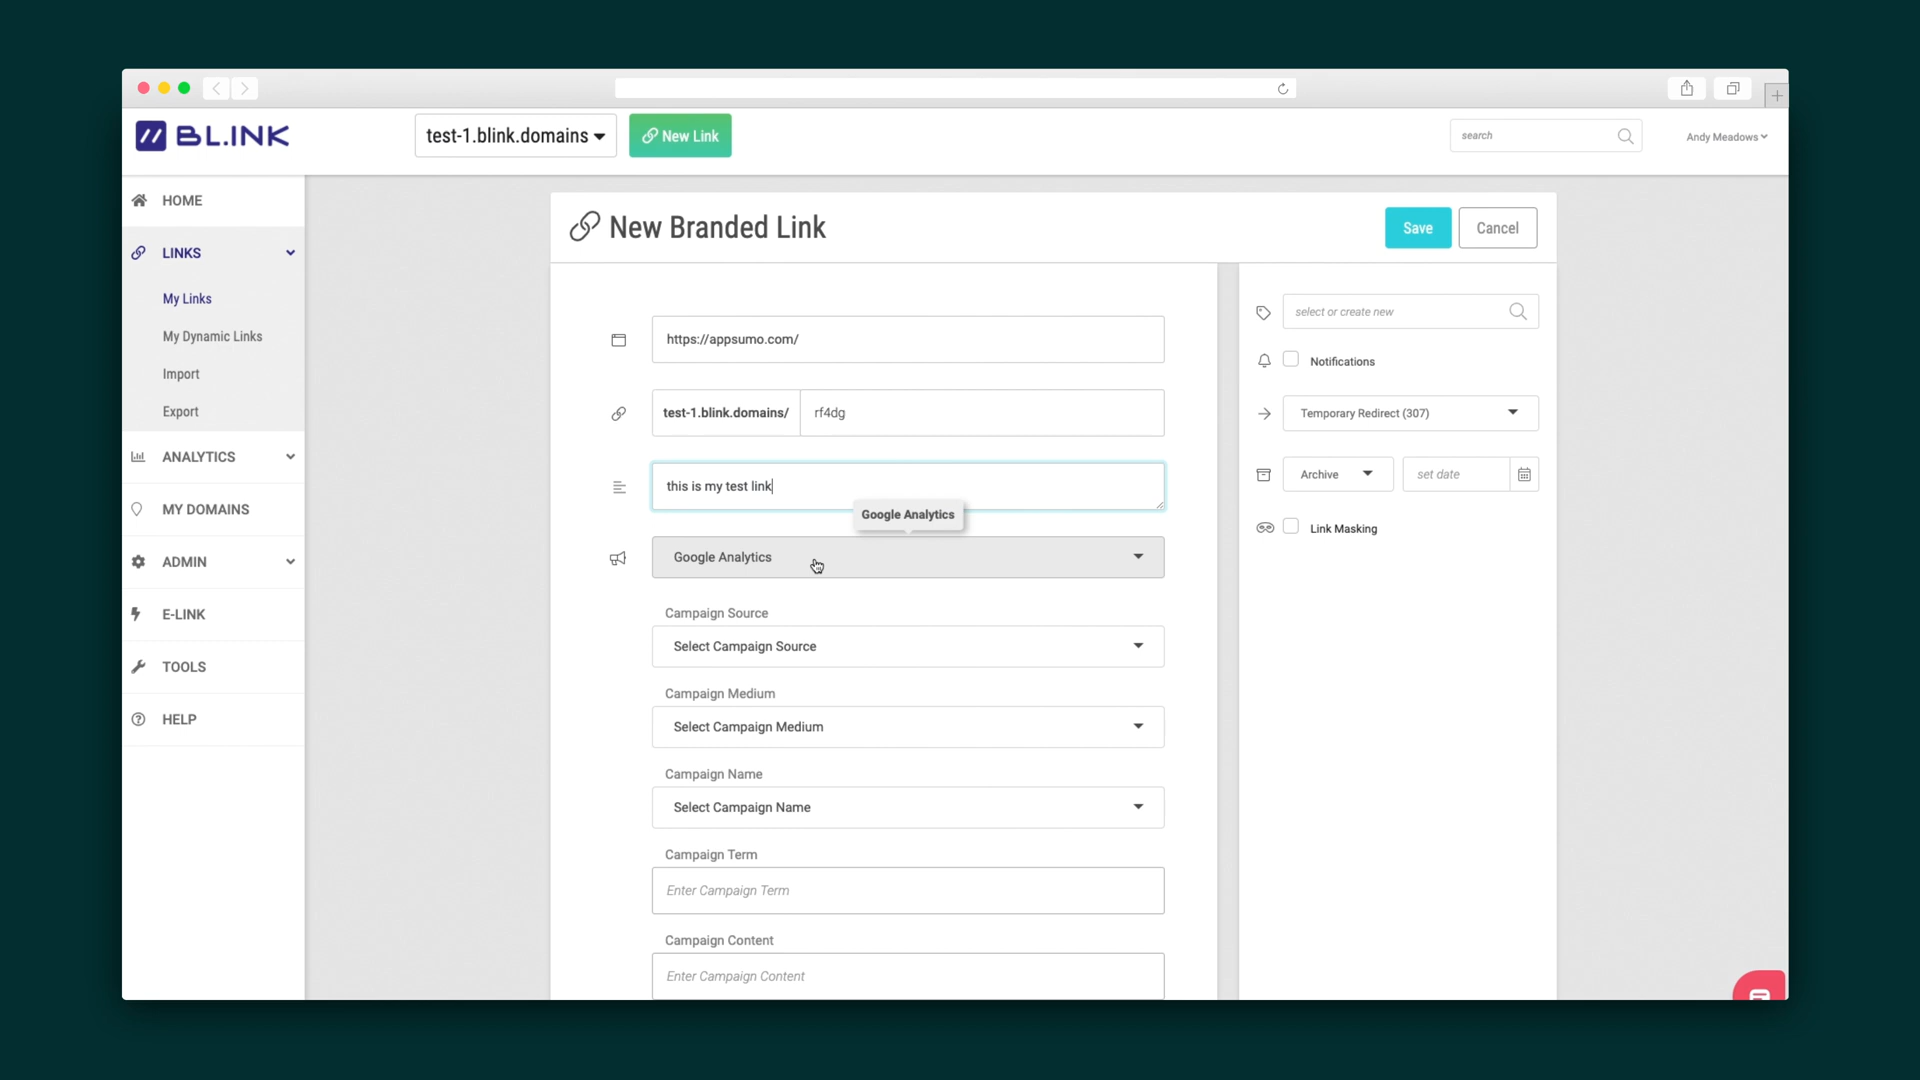 BL.INK
test-1.blink.domains
New Link
search
Andy Meadows
HOME
LINKS
My Links
My Dynamic Links
Import
Export
ANALYTICS
MY DOMAINS
ADMIN
E-LINK
TOOLS
HELP
New Branded Link
Save
Cancel
https://appsumo.com/
test-1.blink.domains/
rf4dg
this is my test link
Google Analytics
Google Analytics
Campaign Source
Select Campaign Source
Campaign Medium
Select Campaign Medium
Campaign Name
Select Campaign Name
Campaign Term
Enter Campaign Term
Campaign Content
Enter Campaign Content
select or create new
Notifications
Temporary Redirect (307)
Archive
set date
Link Masking